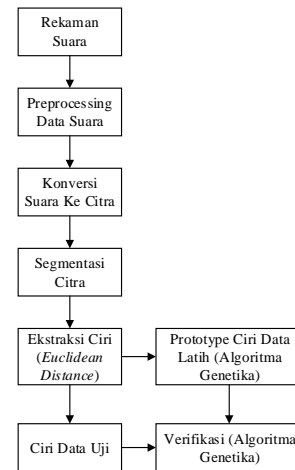 Rekaman
Suara
Preprocessing
Data Suara
Konversi
Suara Ke Citra
Segmentasi
Citra
Ekstraksi Ciri
(Euclidean
Distance)
Prototype Ciri Data
Latih (Algoritma
Genetika)
Ciri Data Uji
Verifikasi (Algoritma
Genetika)